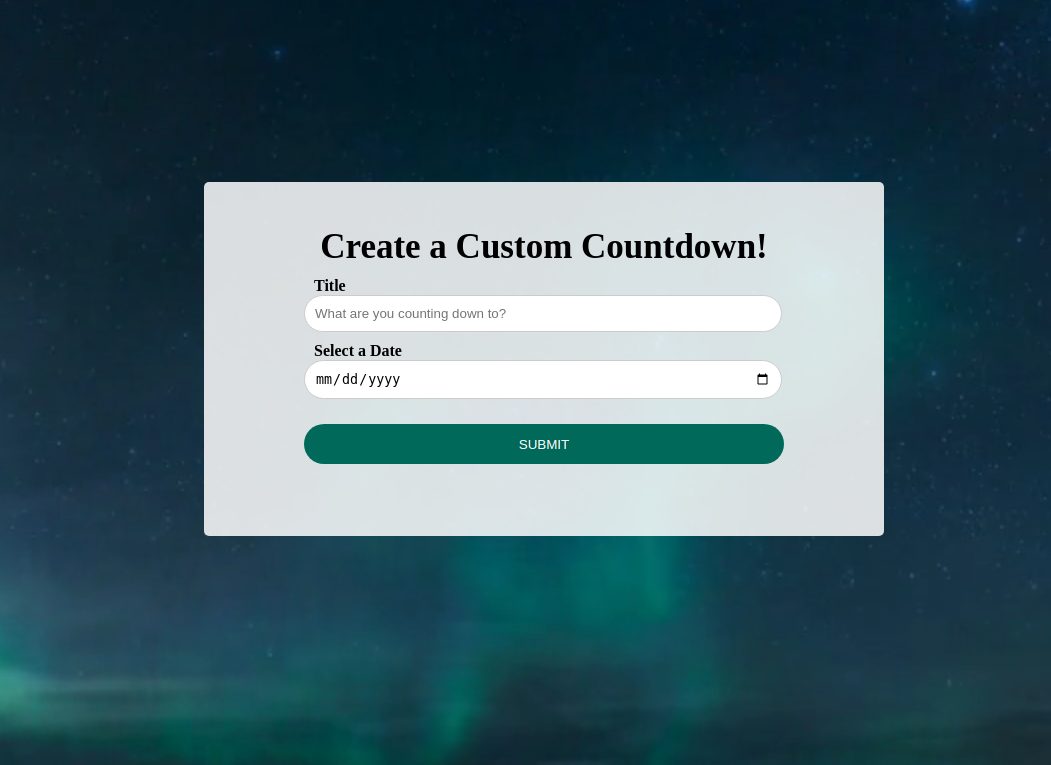 Create a Custom Countdown!
Title
What are you counting down to?
Select a Date
mm/dd/yyyy
SUBMIT